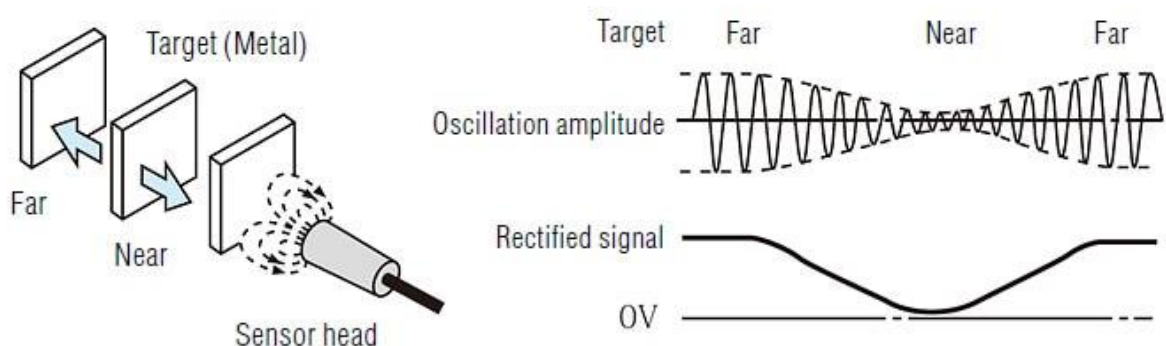 Target (Metal)
Far
Near
Sensor head
Target Far Near Far
Oscillation amplitude
Rectified signal
OV